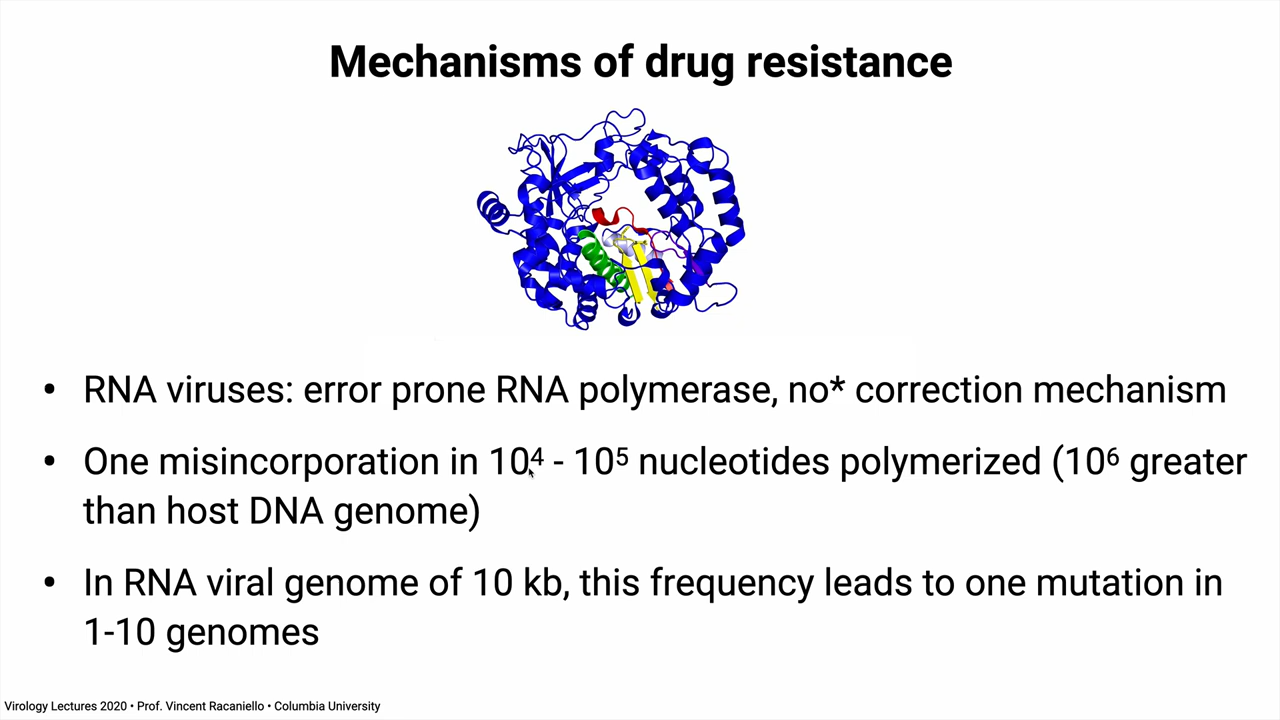 Mechanisms of drug resistance
• RNA viruses: error prone RNA polymerase, no* correction mechanism
• One misincorporation in 10⁴ - 10⁵ nucleotides polymerized (10⁶ greater
than host DNA genome)
• In RNA viral genome of 10 kb, this frequency leads to one mutation in
1-10 genomes
Virology Lectures 2020 • Prof. Vincent Racaniello • Columbia University